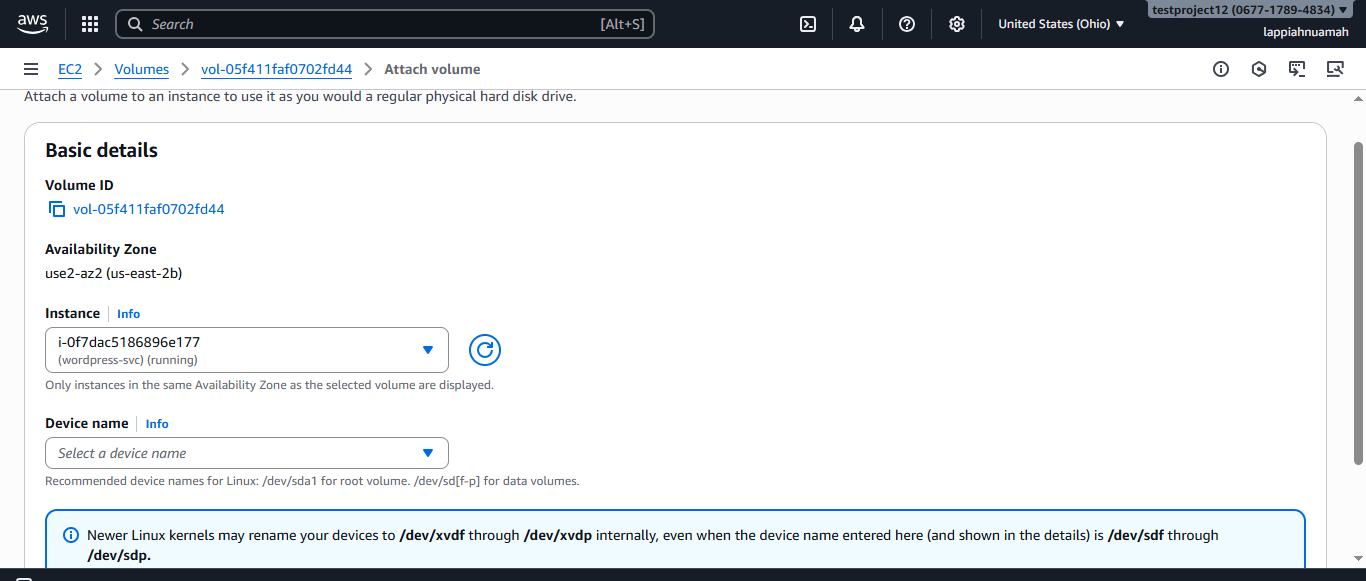 aws
Search
[Alt+S]
United States (Ohio)
testproject12 (0677-1789-4834)
lappiahnuamah
EC2
Volumes
vol-05f411faf0702fd44
Attach volume
Attach a volume to an instance to use it as you would a regular physical hard disk drive.
Basic details
Volume ID
vol-05f411faf0702fd44
Availability Zone
use2-az2 (us-east-2b)
Instance
Info
i-0f7dac5186896e177
(wordpress-svc) (running)
Only instances in the same Availability Zone as the selected volume are displayed.
Device name
Info
Select a device name
Recommended device names for Linux: /dev/sda1 for root volume. /dev/sd[f-p] for data volumes.
Newer Linux kernels may rename your devices to /dev/xvdf through /dev/xvdp internally, even when the device name entered here (and shown in the details) is /dev/sdf through
/dev/sdp.